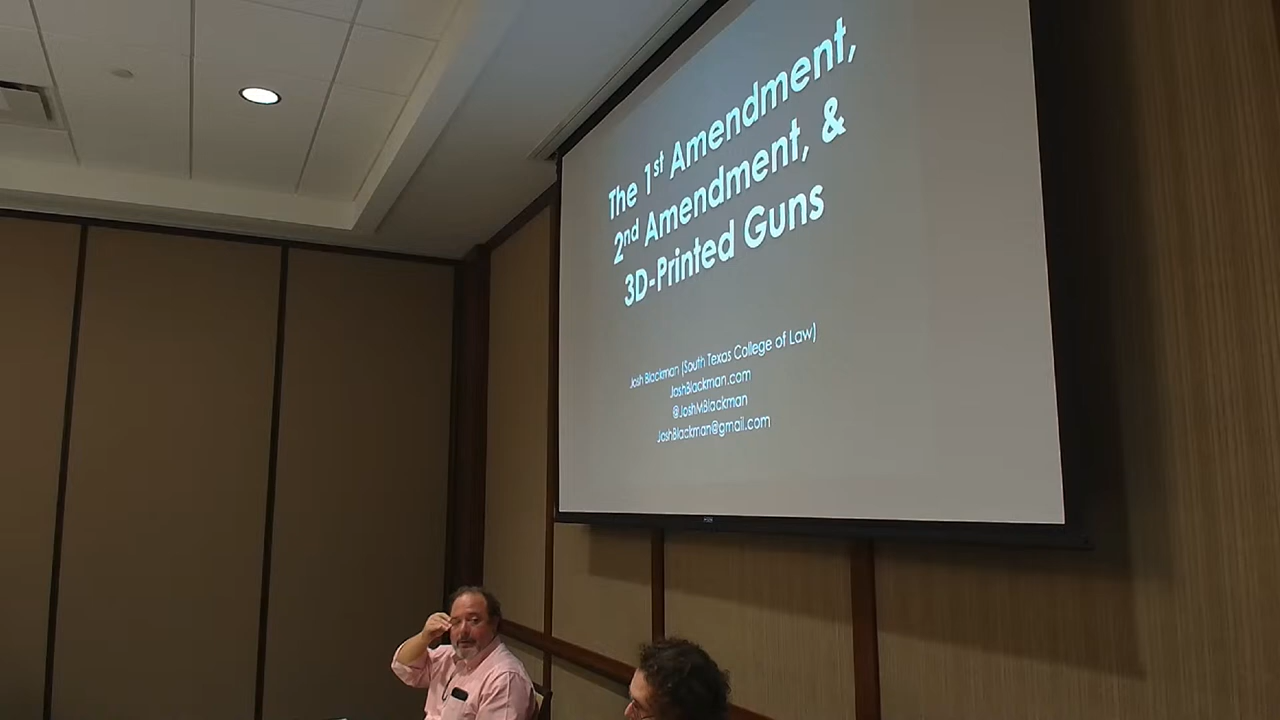 The 1st Amendment,
2nd Amendment, &
3D-Printed Guns
Josh Blackman (South Texas College of Law)
JoshBlackman.com
@JoshMBlackman
JoshBlackman@gmail.com